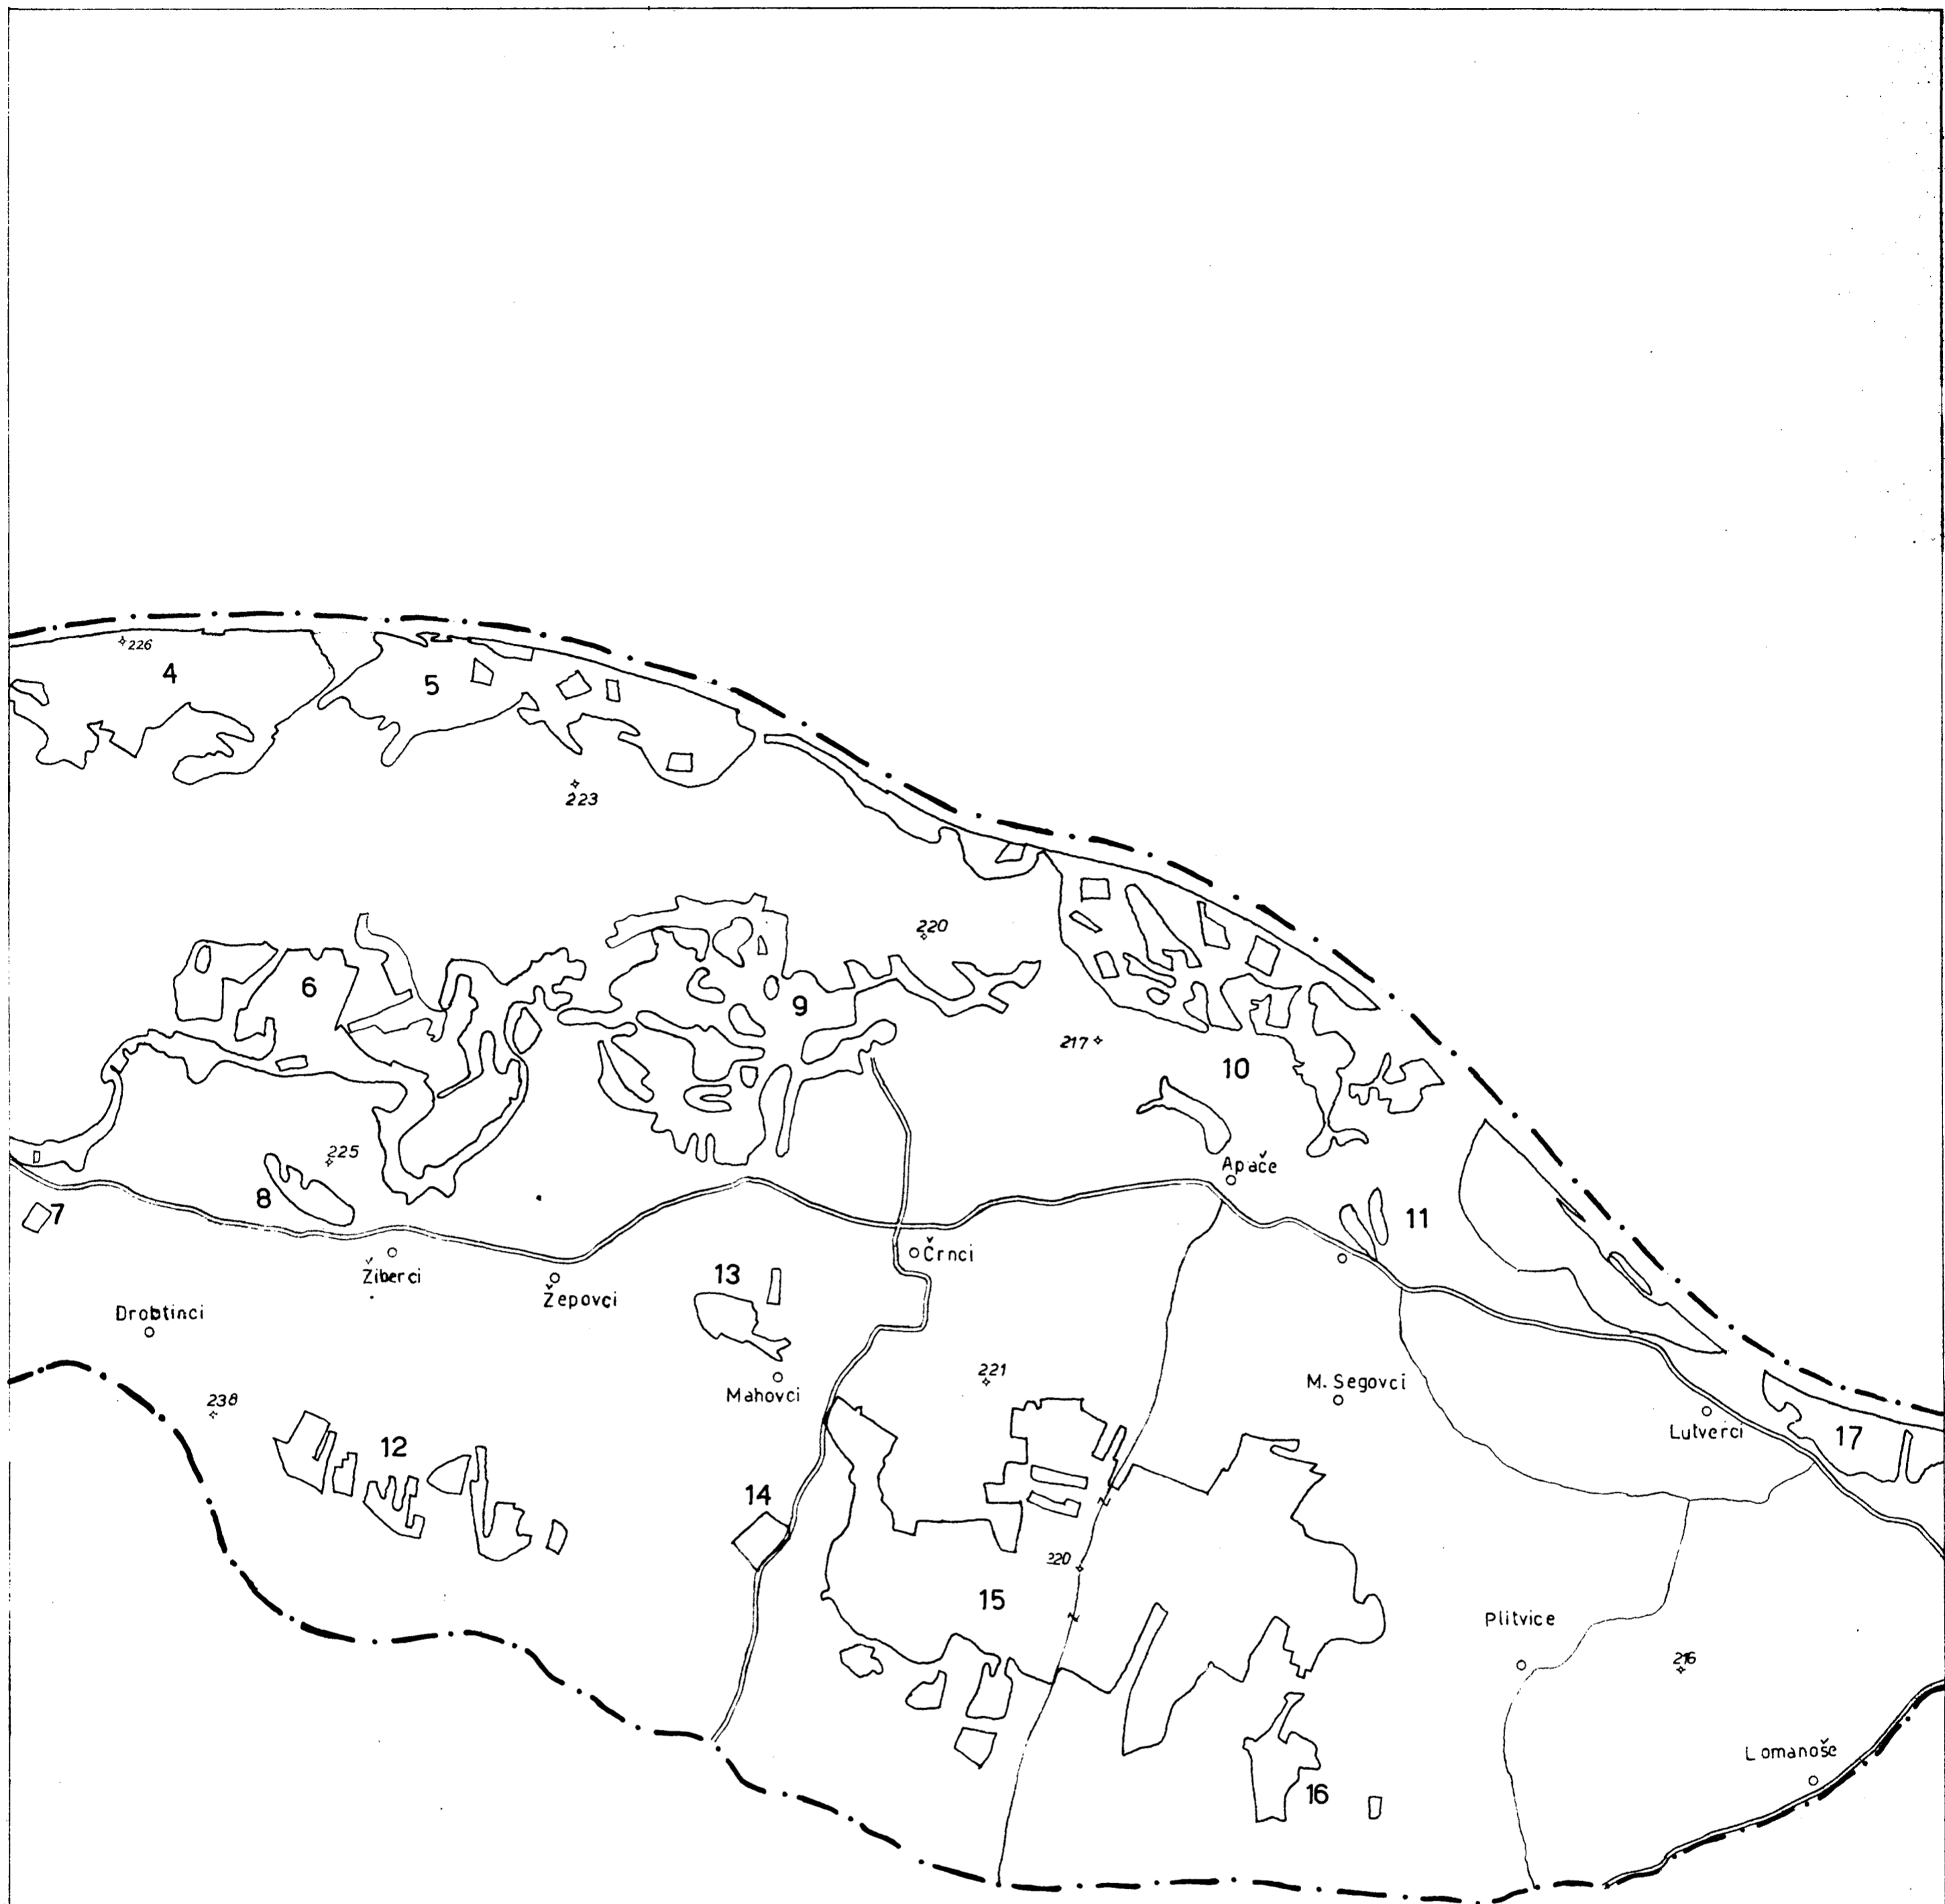 226
4
5
223
220
6
9
217
10
225
Apače
8
7
11
Črnci
Žiberci
13
Žepovci
Drobtinci
221
M. Segovci
Mahovci
238
Lutverci
17
12
14
220
15
Plitvice
216
Lomanoše
16